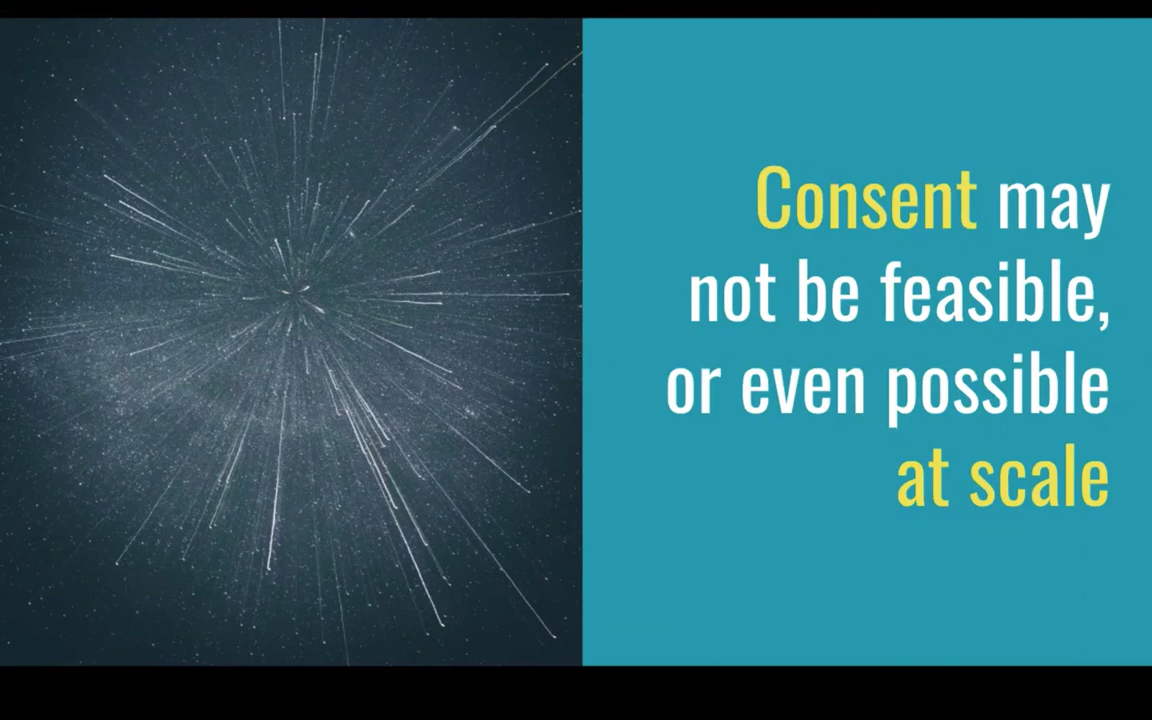 Consent may
not be feasible,
or even possible
at scale